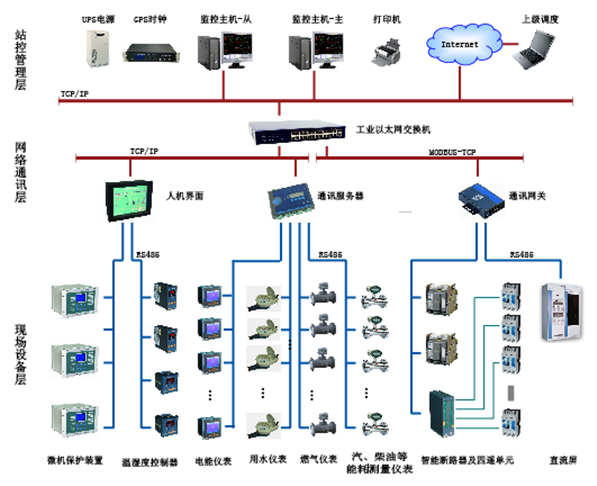 站控管理层
UPS电源
GPS时钟
监控主机-从
监控主机-主
打印机
Internet
上级调度
TCP/IP
工业以太网交换机
网络通讯层
TCP/IP
MODBUS-TCP
人机界面
通讯服务器
通讯网关
现场设备层
RS485
RS485
RS485
RS485
微机保护装置
温湿度控制器
电能仪表
用水仪表
燃气仪表
汽、柴油等
能耗测量仪表
智能断路器及四遥单元
直流屏